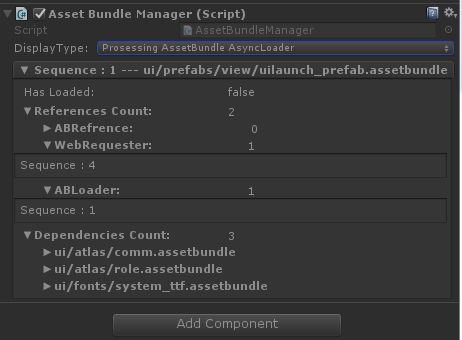 Asset Bundle Manager (Script)
Script AssetBundleManager
DisplayType: Prosessing AssetBundle AsyncLoader
Sequence : 1 --- ui/prefabs/view/uilaunch_prefab.assetbundle
Has Loaded: false
References Count: 2
ABRefrence: 0
WebRequester: 1
Sequence : 4
ABLoader: 1
Sequence : 1
Dependencies Count: 3
ui/atlas/comm.assetbundle
ui/atlas/role.assetbundle
ui/fonts/system_ttf.assetbundle
Add Component